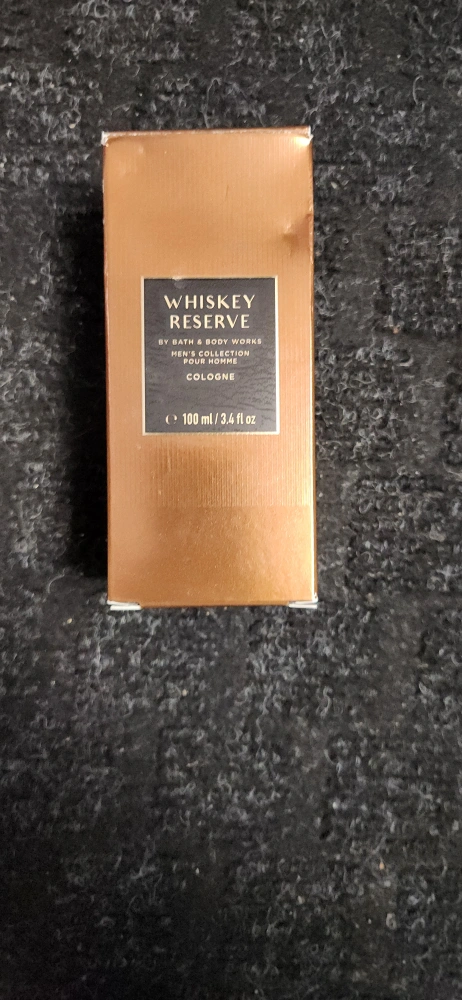 WHISKEY
RESERVE
BY BATH & BODY WORKS
MEN'S COLLECTION
POUR HOMME
COLOGNE
℮ 100 ml / 3.4 fl oz